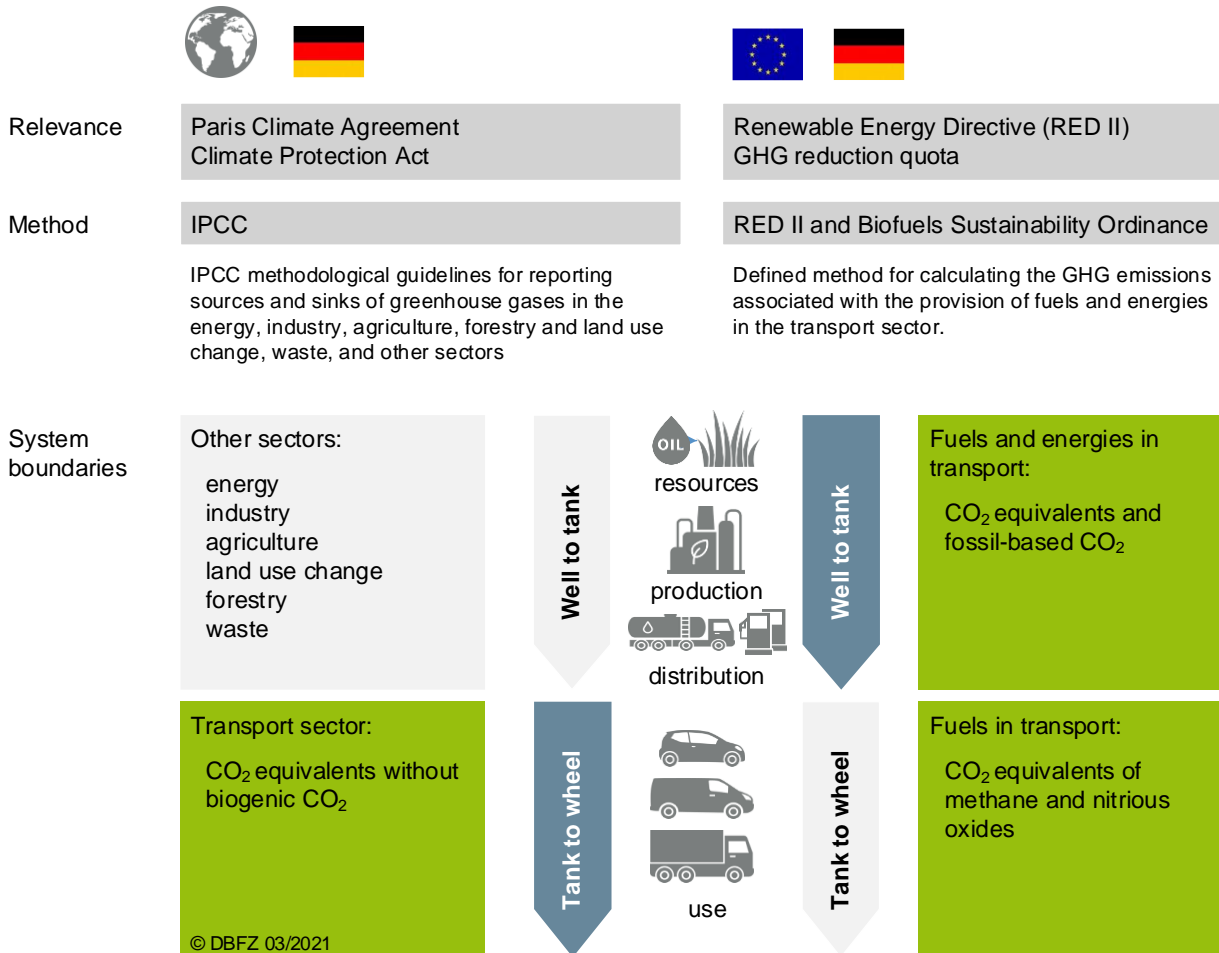 Relevance
Paris Climate Agreement
Climate Protection Act
Renewable Energy Directive (RED II)
GHG reduction quota
Method
IPCC
RED II and Biofuels Sustainability Ordinance
IPCC methodological guidelines for reporting
sources and sinks of greenhouse gases in the
energy, industry, agriculture, forestry and land use
change, waste, and other sectors
Defined method for calculating the GHG emissions
associated with the provision of fuels and energies
in the transport sector.
System
boundaries
Other sectors:
energy
industry
agriculture
land use change
forestry
waste
Well to tank
OIL
resources
production
distribution
Well to tank
Fuels and energies in
transport:
CO₂ equivalents and
fossil-based CO₂
Transport sector:
CO₂ equivalents without
biogenic CO₂
© DBFZ 03/2021
Tank to wheel
use
Tank to wheel
Fuels in transport:
CO₂ equivalents of
methane and nitrious
oxides